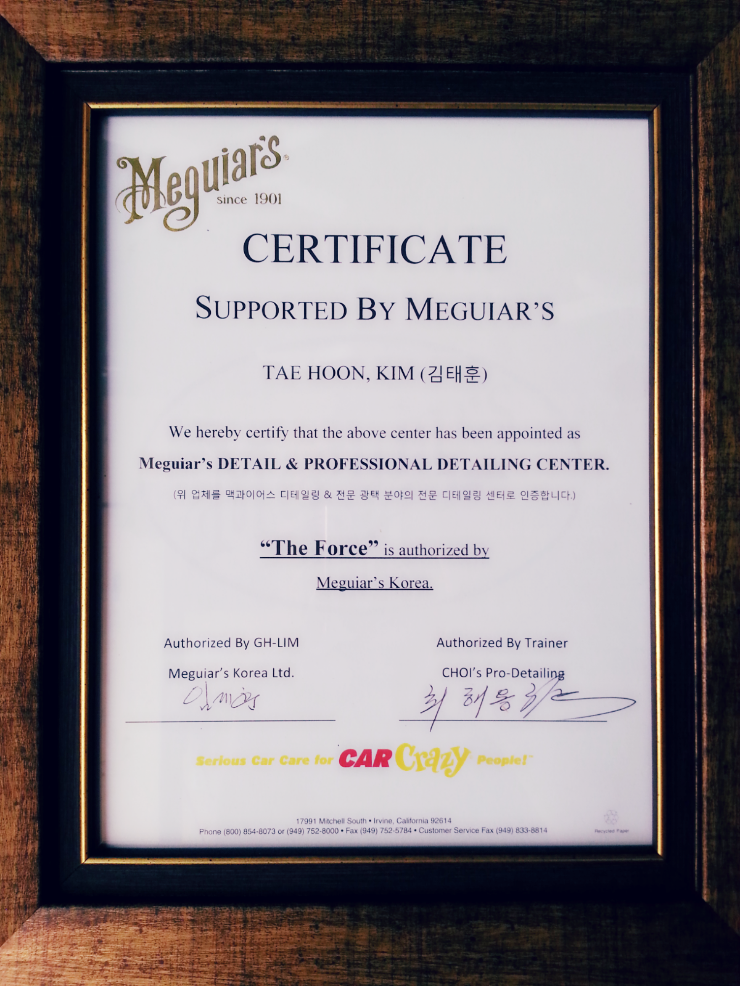 Meguiar's
since 1901
CERTIFICATE
SUPPORTED BY MEGUIAR'S
TAE HOON, KIM (김태훈)
We hereby certify that the above center has been appointed as
Meguiar's DETAIL & PROFESSIONAL DETAILING CENTER.
(위 업체를 맥과이어스 디테일링 & 전문 광택 분야의 전문 디테일링 센터로 인증합니다.)
“The Force” is authorized by
Meguiar's Korea.
Authorized By GH-LIM
Authorized By Trainer
Meguiar's Korea Ltd.
CHOI's Pro-Detailing
Serious Car Care for CAR Crazy People!™
17991 Mitchell South • Irvine, California 92614
Phone (800) 854-8073 or (949) 752-8000 • Fax (949) 752-5784 • Customer Service Fax (949) 833-8814
Recycled Paper